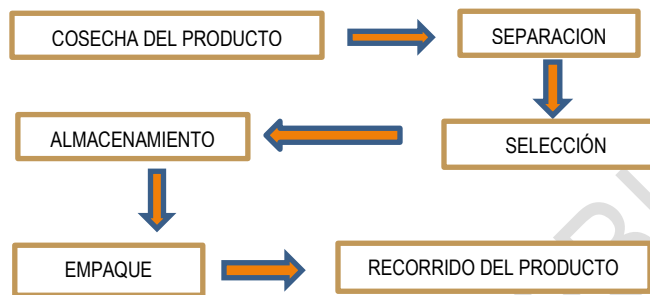 COSECHA DEL PRODUCTO
SEPARACION
SELECCIÓN
ALMACENAMIENTO
EMPAQUE
RECORRIDO DEL PRODUCTO